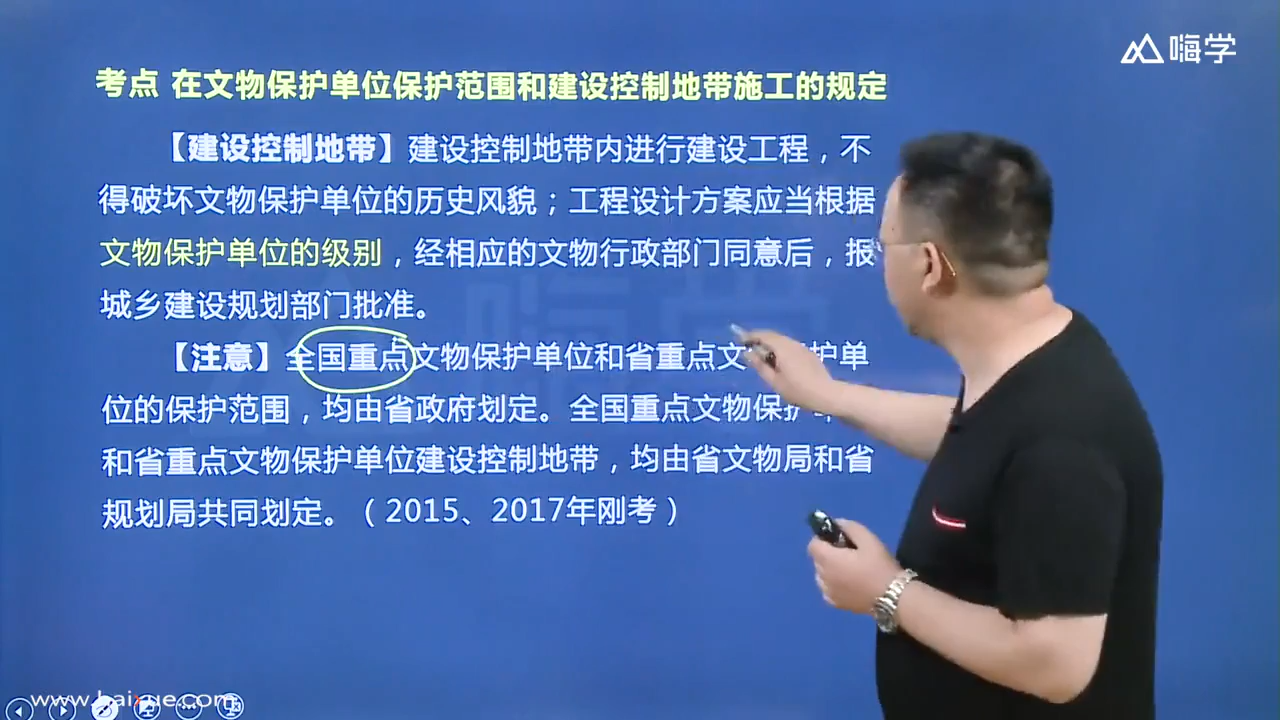 嗨学
考点 在文物保护单位保护范围和建设控制地带施工的规定
【建设控制地带】建设控制地带内进行建设工程，不
得破坏文物保护单位的历史风貌；工程设计方案应当根据
文物保护单位的级别，经相应的文物行政部门同意后，报
城乡建设规划部门批准。
【注意】全国重点文物保护单位和省重点文 护单
位的保护范围，均由省政府划定。全国重点文物保护单
和省重点文物保护单位建设控制地带，均由省文物局和省
规划局共同划定。（2015、2017年刚考）
www.haixue.com